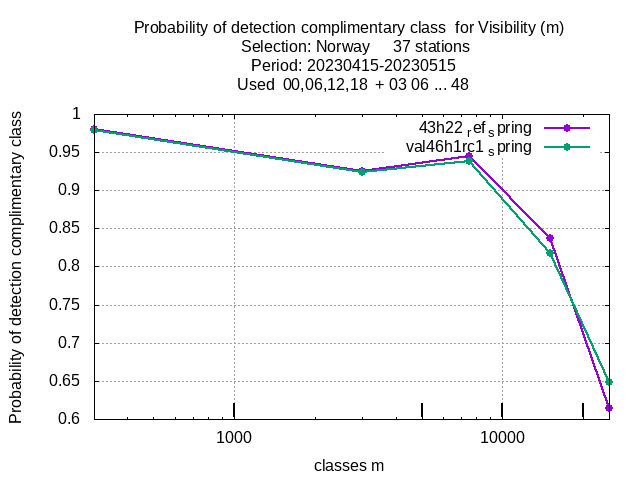 Probability of detection complimentary class  for Visibility (m)
Selection: Norway     37 stations
Period: 20230415-20230515
Used  00,06,12,18  + 03 06 ... 48
Probability of detection complimentary class
1
0.95
0.9
0.85
0.8
0.75
0.7
0.65
0.6
43h22 ref spring
val46h1rc1 spring
1000
10000
classes m